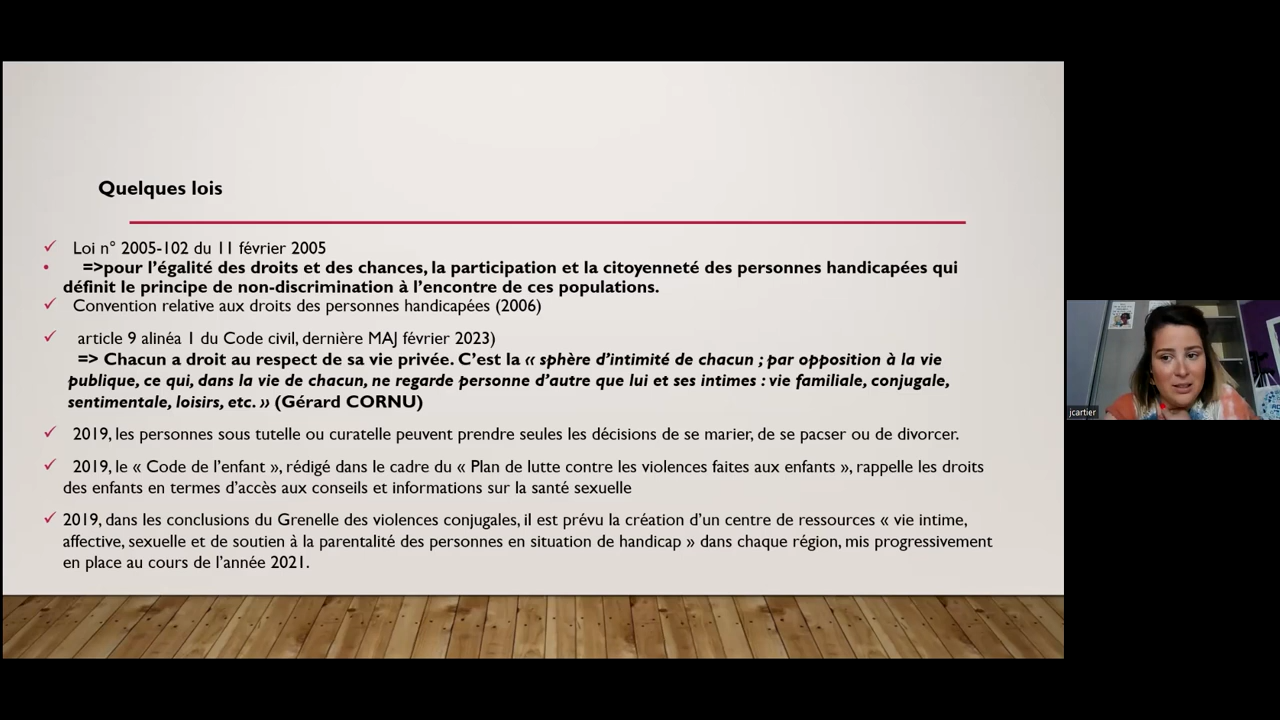 Quelques lois
✓ Loi n° 2005-102 du 11 février 2005
• =>pour l’égalité des droits et des chances, la participation et la citoyenneté des personnes handicapées qui
définit le principe de non-discrimination à l’encontre de ces populations.
✓ Convention relative aux droits des personnes handicapées (2006)
✓ article 9 alinéa 1 du Code civil, dernière MAJ février 2023)
=> Chacun a droit au respect de sa vie privée. C’est la « sphère d’intimité de chacun ; par opposition à la vie
publique, ce qui, dans la vie de chacun, ne regarde personne d’autre que lui et ses intimes : vie familiale, conjugale,
sentimentale, loisirs, etc. » (Gérard CORNU)
✓ 2019, les personnes sous tutelle ou curatelle peuvent prendre seules les décisions de se marier, de se pacser ou de divorcer.
✓ 2019, le « Code de l’enfant », rédigé dans le cadre du « Plan de lutte contre les violences faites aux enfants », rappelle les droits
des enfants en termes d’accès aux conseils et informations sur la santé sexuelle
✓ 2019, dans les conclusions du Grenelle des violences conjugales, il est prévu la création d’un centre de ressources « vie intime,
affective, sexuelle et de soutien à la parentalité des personnes en situation de handicap » dans chaque région, mis progressivement
en place au cours de l’année 2021.
jcartier